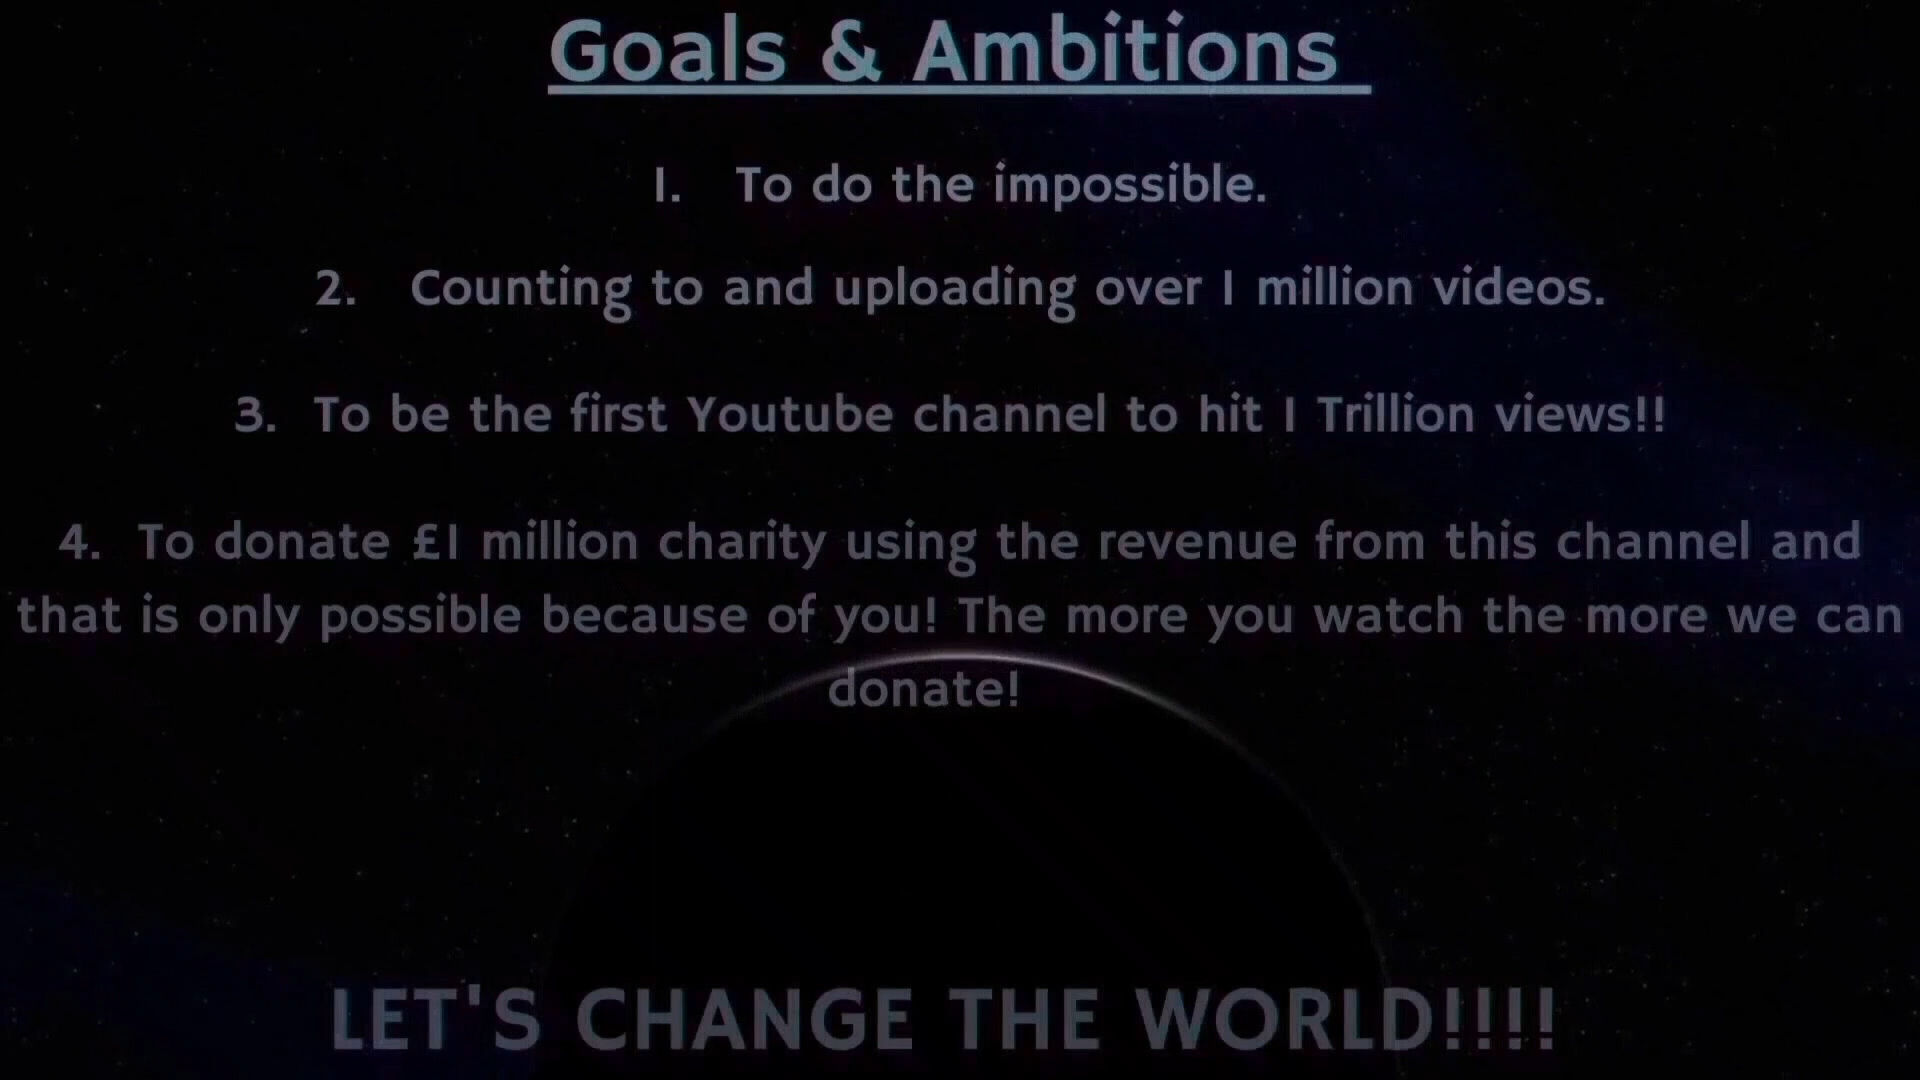 Goals & Ambitions
1. To do the impossible.
2. Counting to and uploading over 1 million videos.
3. To be the first Youtube channel to hit 1 Trillion views!!
4. To donate £1 million charity using the revenue from this channel and
that is only possible because of you! The more you watch the more we can
donate!
LET'S CHANGE THE WORLD!!!!